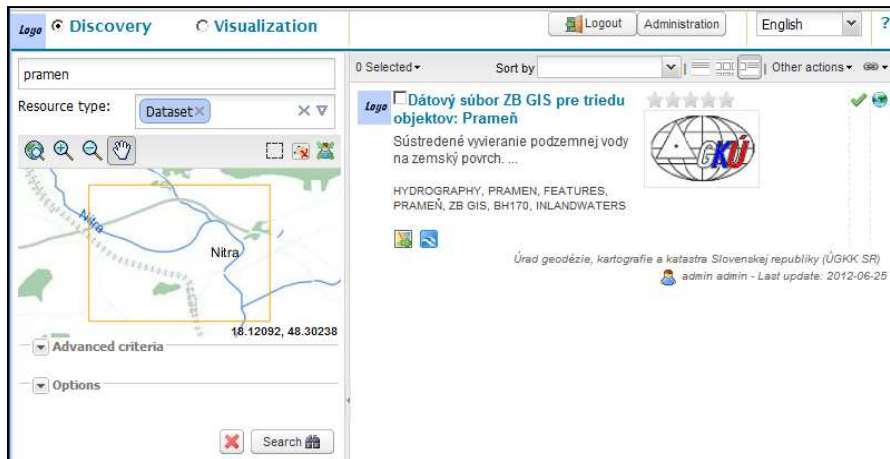 Logo Discovery Visualization Logout Administration English ?
pramen
Resource type: Dataset
Nitra
Nitra
18.12092, 48.30238
Advanced criteria
Options
Search
0 Selected Sort by Other actions
Logo Dátový súbor ZB GIS pre triedu
objektov: Prameň
Sústredené vyvieranie podzemnej vody
na zemský povrch. ...
HYDROGRAPHY, PRAMEN, FEATURES,
PRAMEŇ, ZB GIS, BH170, INLANDWATERS
GKÚ
Úrad geodézie, kartografie a katastra Slovenskej republiky (ÚGKK SR)
admin admin - Last update: 2012-06-25